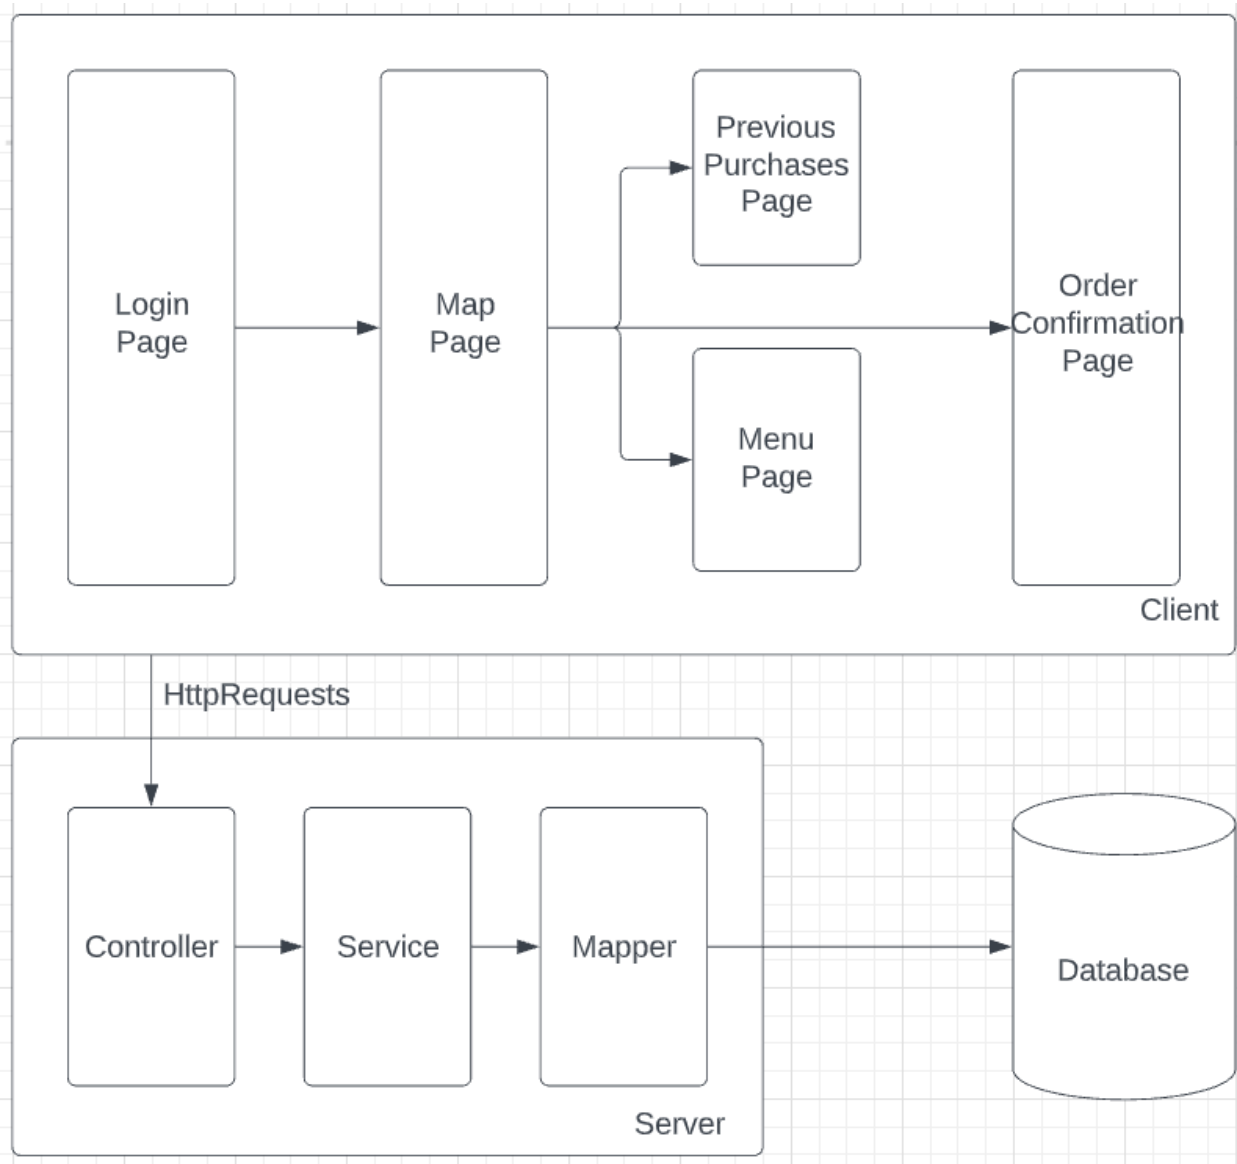 Login
Page
Map
Page
Previous
Purchases
Page
Menu
Page
Order
Confirmation
Page
Client
HttpRequests
Controller
Service
Mapper
Database
Server